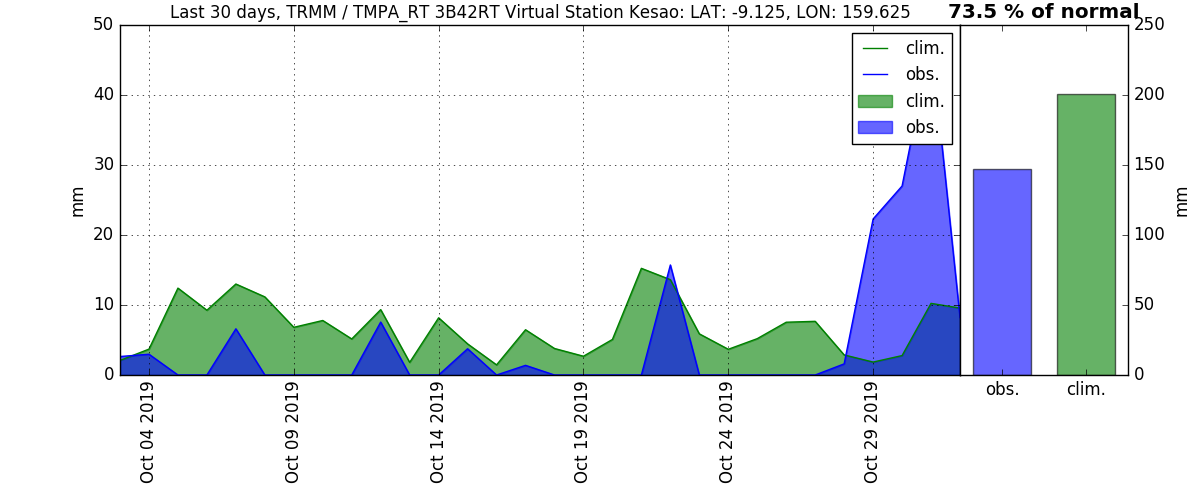 Last 30 days, TRMM / TMPA_RT 3B42RT Virtual Station Kesao: LAT: -9.125, LON: 159.625
73.5 % of normal
50
40
30
20
10
0
mm
clim.
obs.
clim.
obs.
250
200
150
100
50
0
mm
obs.
clim.
Oct 04 2019
Oct 09 2019
Oct 14 2019
Oct 19 2019
Oct 24 2019
Oct 29 2019